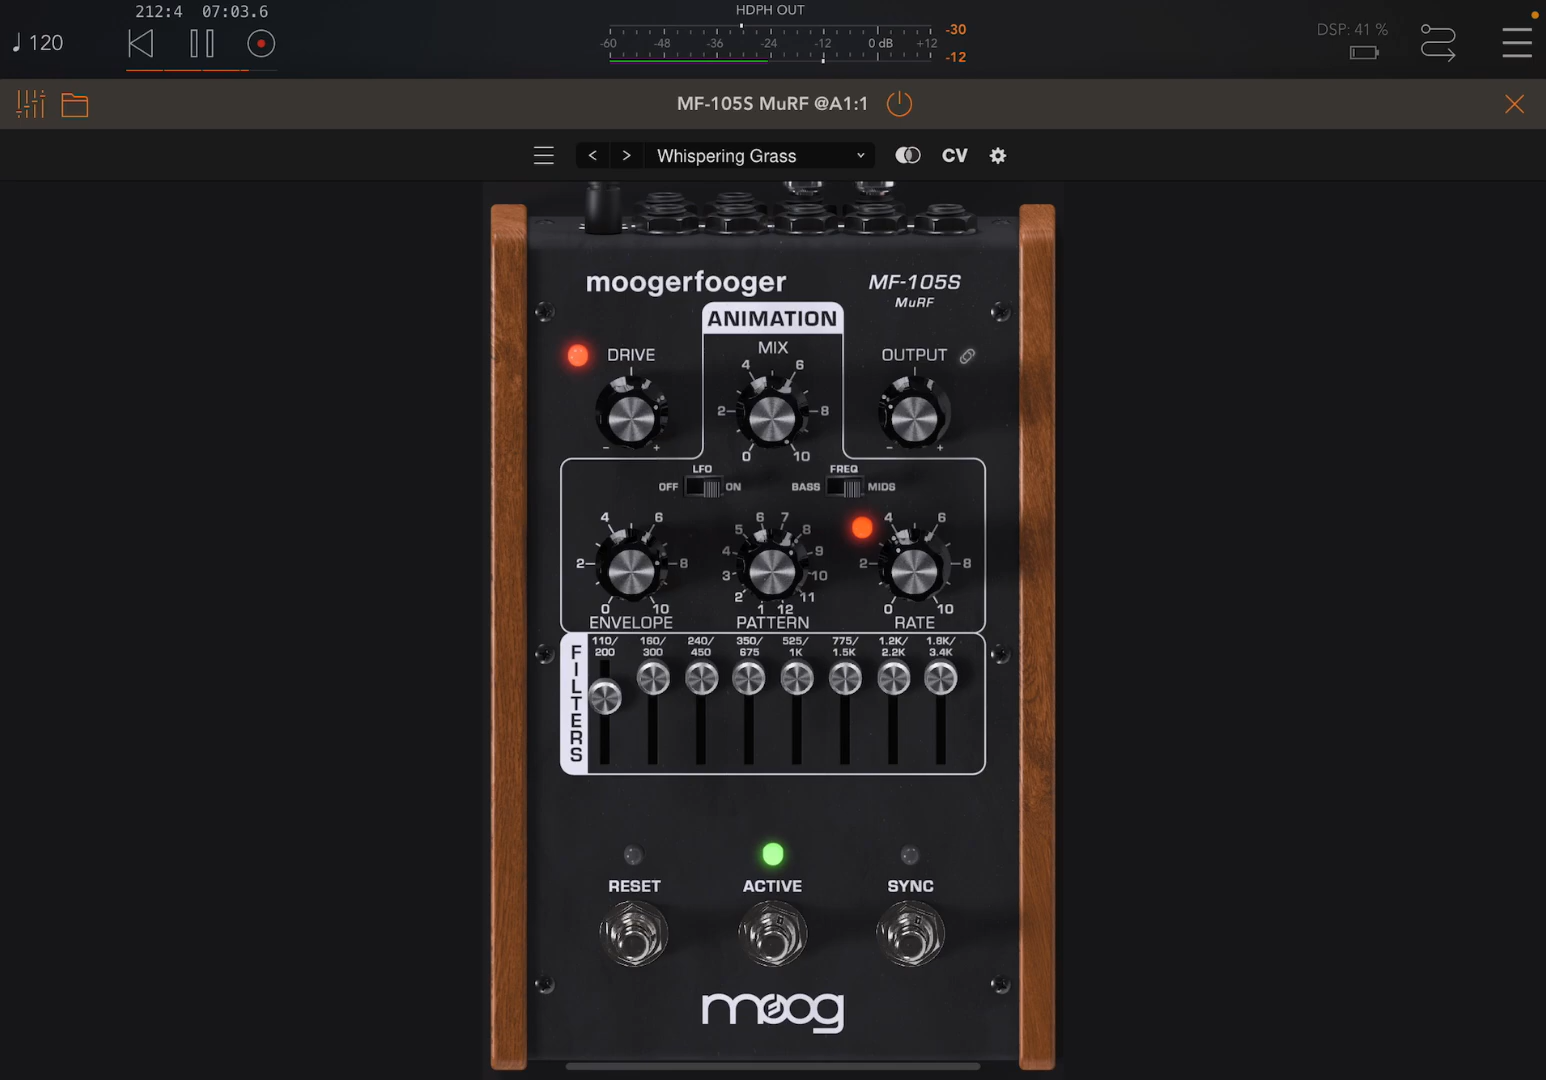 212:4 07:03.6
♩120
HDPH OUT
-60 -48 -36 -24 -12 0 dB +12
-30
-12
DSP: 41 %
MF-105S MuRF @A1:1
< > Whispering Grass
CV
moogerfooger
MF-105S
MuRF
ANIMATION
DRIVE
- +
MIX
0 2 4 6 8 10
OUTPUT
- +
LFO
OFF ON
FREQ
BASS MIDS
0 2 4 6 8 10
ENVELOPE
1 2 3 4 5 6 7 8 9 10 11 12
PATTERN
0 2 4 6 8 10
RATE
FILTERS
110/ 160/ 240/ 350/ 525/ 775/ 1.2K/ 1.8K/
200 300 450 675 1K 1.5K 2.2K 3.4K
RESET ACTIVE SYNC
moog